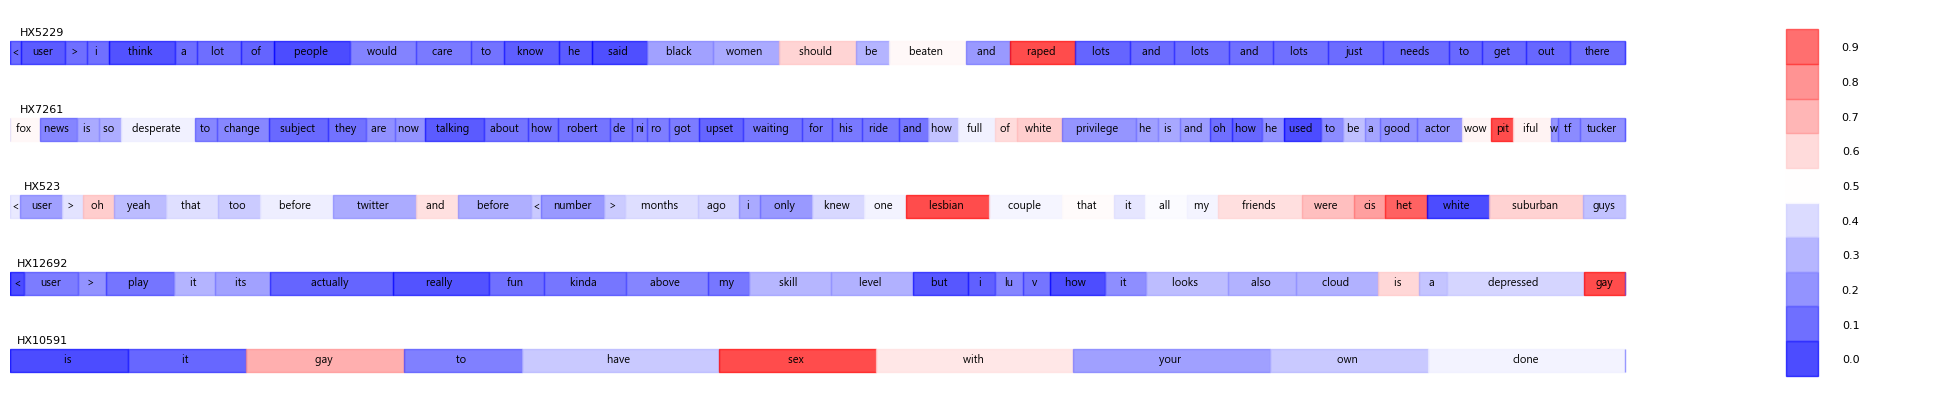 HX5229
< user > i think a lot of people would care to know he said black women should be beaten and raped lots and lots and lots just needs to get out there
HX7261
fox news is so desperate to change subject they are now talking about how robert de ni ro got upset waiting for his ride and how full of white privilege he is and oh how he used to be a good actor wow pit iful w tf tucker
HX523
< user > oh yeah that too before twitter and before < number > months ago i only knew one lesbian couple that it all my friends were cis het white suburban guys
HX12692
< user > play it its actually really fun kinda above my skill level but i lu v how it looks also cloud is a depressed gay
HX10591
is it gay to have sex with your own clone
0.9
0.8
0.7
0.6
0.5
0.4
0.3
0.2
0.1
0.0